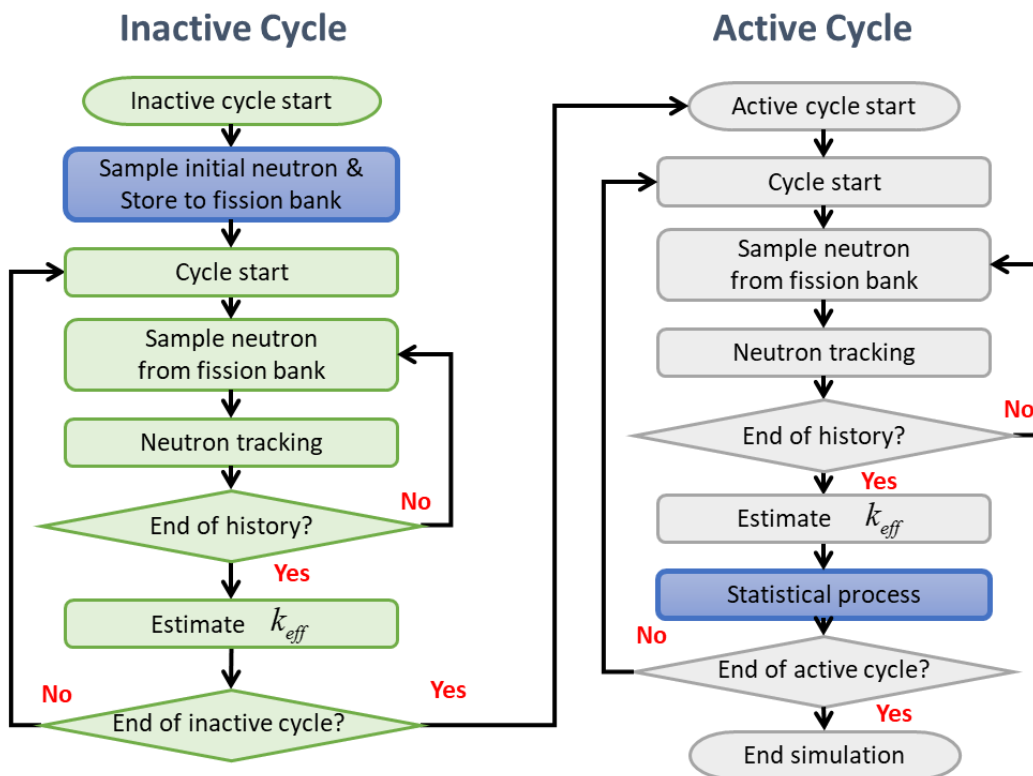 Inactive Cycle
Inactive cycle start
Sample initial neutron &
Store to fission bank
Cycle start
Sample neutron
from fission bank
Neutron tracking
No
End of history?
Yes
Estimate k_eff
No
Yes
End of inactive cycle?
Active Cycle
Active cycle start
Cycle start
Sample neutron
from fission bank
Neutron tracking
No
End of history?
Yes
Estimate k_eff
Statistical process
No
End of active cycle?
Yes
End simulation